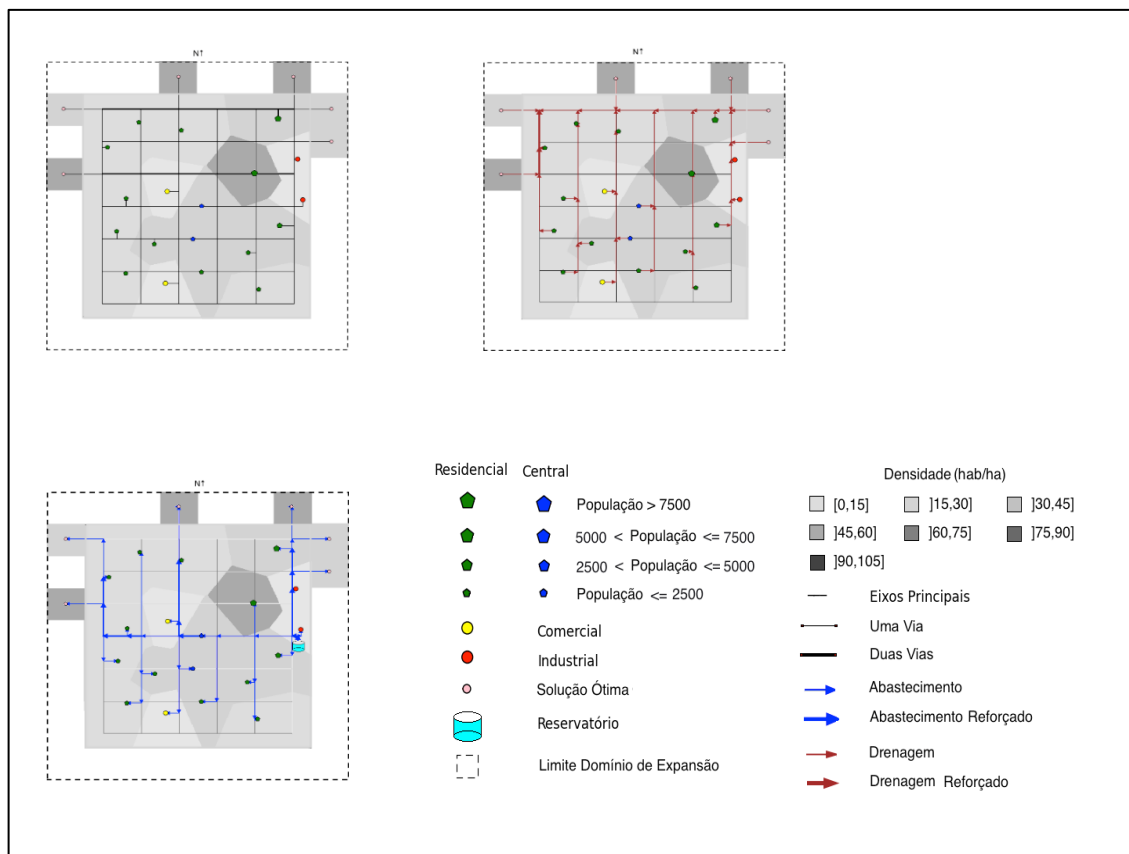 N↑
N↑
N↑
Residencial Central
População > 7500
5000 < População <= 7500
2500 < População <= 5000
População <= 2500
Comercial
Industrial
Solução Ótima
Reservatório
Limite Domínio de Expansão
Densidade (hab/ha)
[0,15] ]15,30] ]30,45]
]45,60] ]60,75] ]75,90]
]90,105]
Eixos Principais
Uma Via
Duas Vias
Abastecimento
Abastecimento Reforçado
Drenagem
Drenagem Reforçado